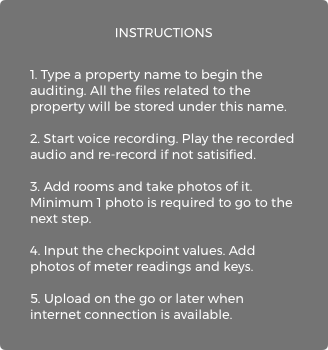 INSTRUCTIONS
1. Type a property name to begin the
auditing. All the files related to the
property will be stored under this name.
2. Start voice recording. Play the recorded
audio and re-record if not satisified.
3. Add rooms and take photos of it.
Minimum 1 photo is required to go to the
next step.
4. Input the checkpoint values. Add
photos of meter readings and keys.
5. Upload on the go or later when
internet connection is available.